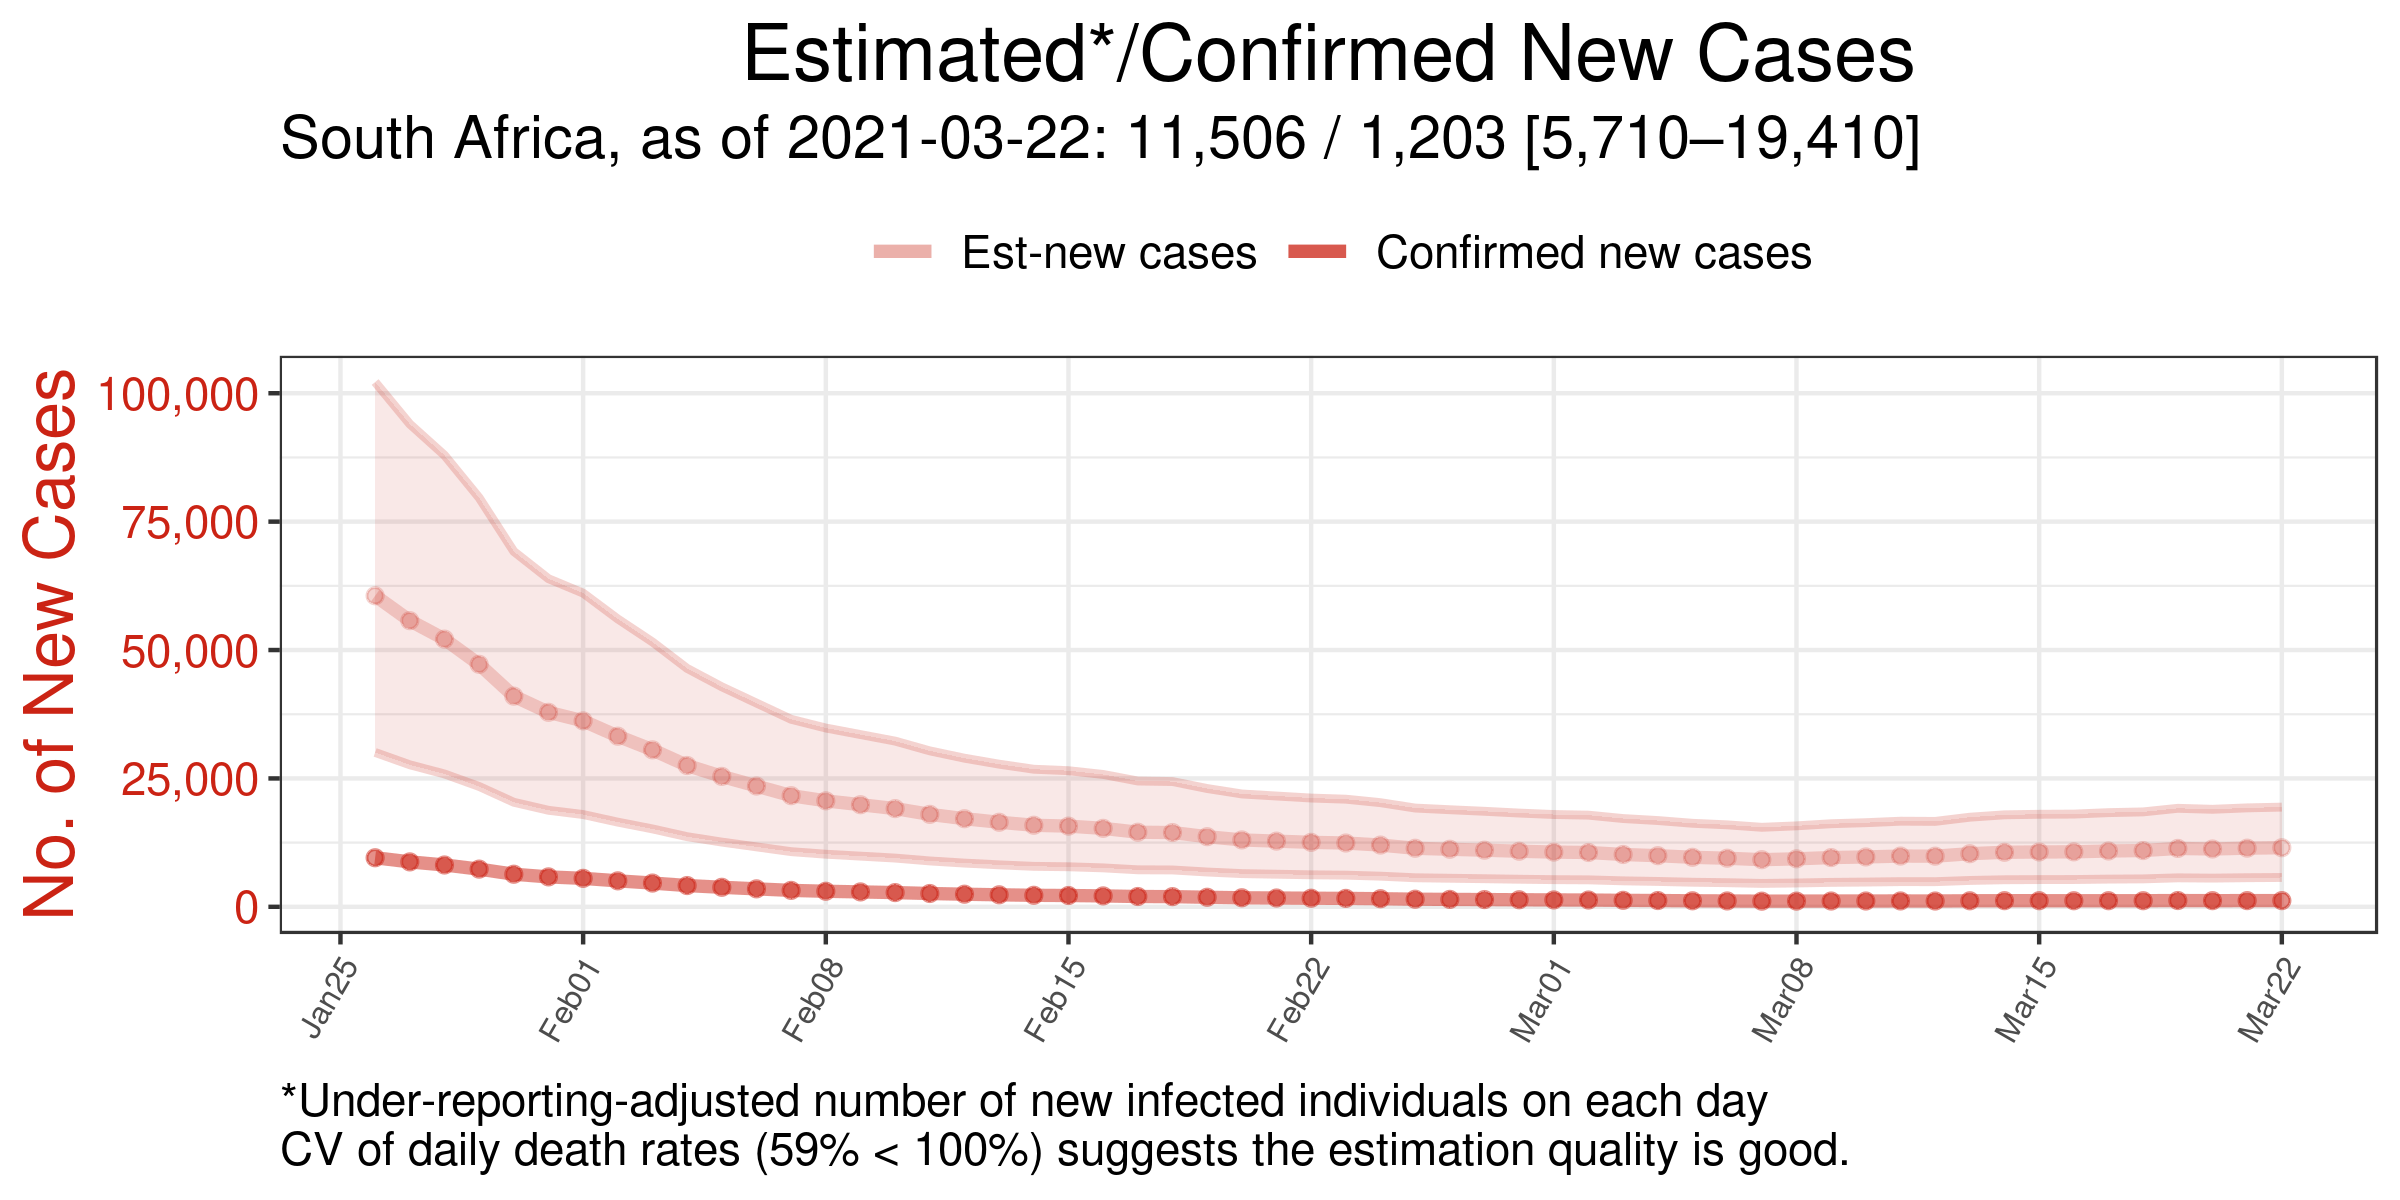 Estimated*/Confirmed New Cases
South Africa, as of 2021-03-22: 11,506 / 1,203 [5,710–19,410]
Est-new cases
Confirmed new cases
No. of New Cases
100,000
75,000
50,000
25,000
0
Jan25
Feb01
Feb08
Feb15
Feb22
Mar01
Mar08
Mar15
Mar22
*Under-reporting-adjusted number of new infected individuals on each day
CV of daily death rates (59% < 100%) suggests the estimation quality is good.